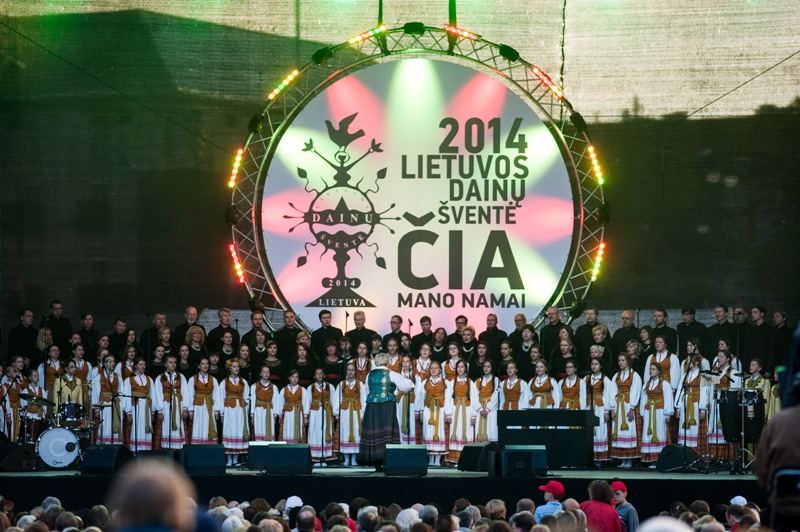 DAINŲ
ŠVENTĖ
2014
LIETUVA
2014
LIETUVOS
DAINŲ
ŠVENTĖ
ČIA
MANO NAMAI